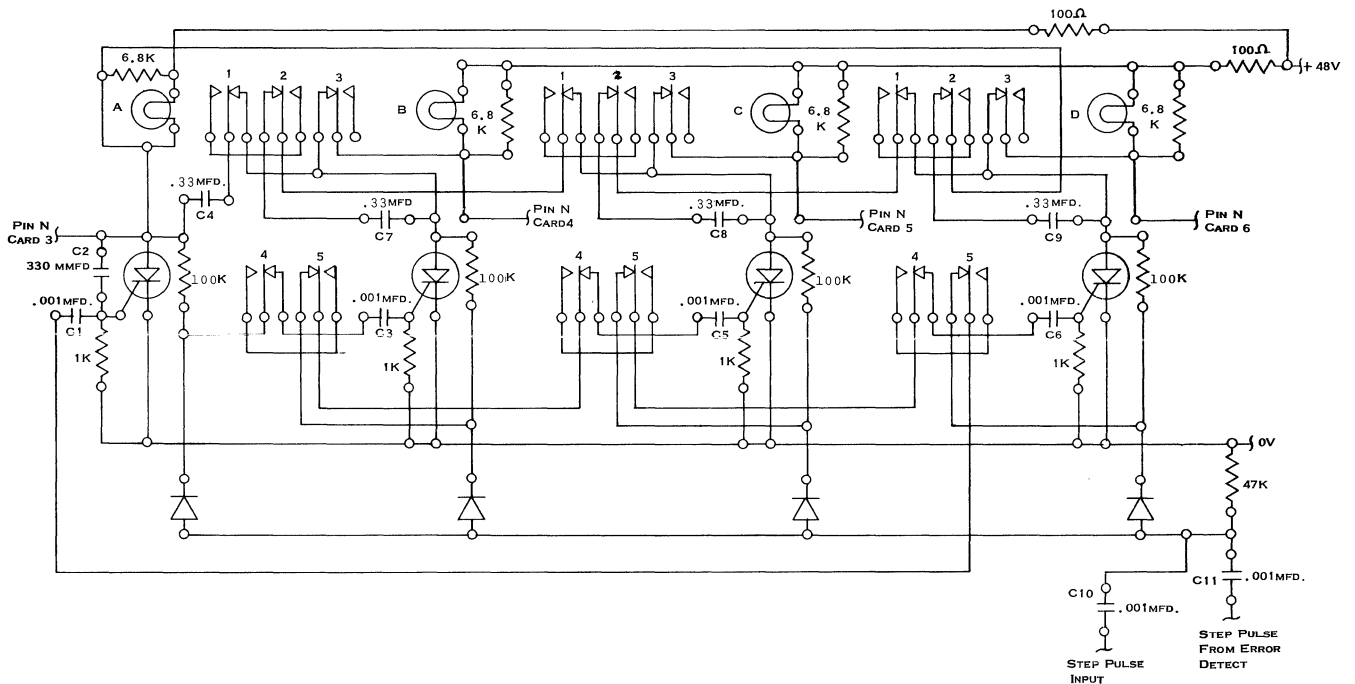 100Ω
6.8K
100Ω
+ 48V
1 2 3
1 2 3
1 2 3
A
B
6.8
K
C
6.8
K
D
6.8
K
.33MFD.
C4
.33MFD.
C7
.33MFD
C8
.33MFD
C9
PIN N
CARD 3
PIN N
CARD4
PIN N
CARD 5
PIN N
CARD 6
C2
330 MMFD
100K
4 5
100K
4 5
100K
4 5
100K
.001MFD.
C1
.001MFD.
C3
.001MFD.
C5
.001MFD.
C6
1K
1K
1K
1K
0V
47K
C10
.001MFD.
C11
.001MFD.
STEP PULSE
INPUT
STEP PULSE
FROM ERROR
DETECT